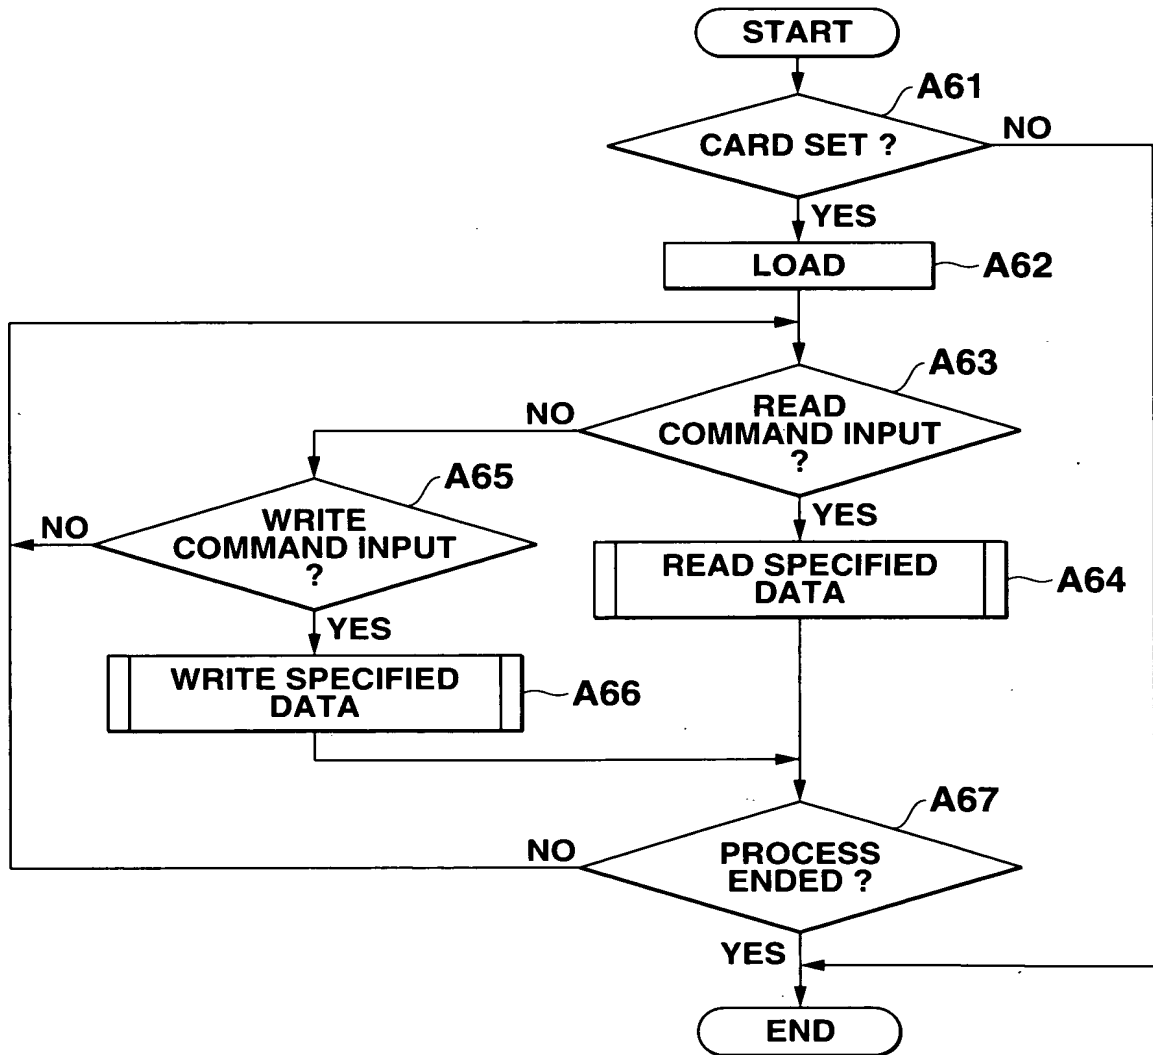 START
A61
CARD SET ?
NO
YES
LOAD
A62
A63
READ
COMMAND INPUT
?
NO
YES
A65
WRITE
COMMAND INPUT
?
NO
YES
READ SPECIFIED
DATA
A64
WRITE SPECIFIED
DATA
A66
A67
PROCESS
ENDED ?
NO
YES
END